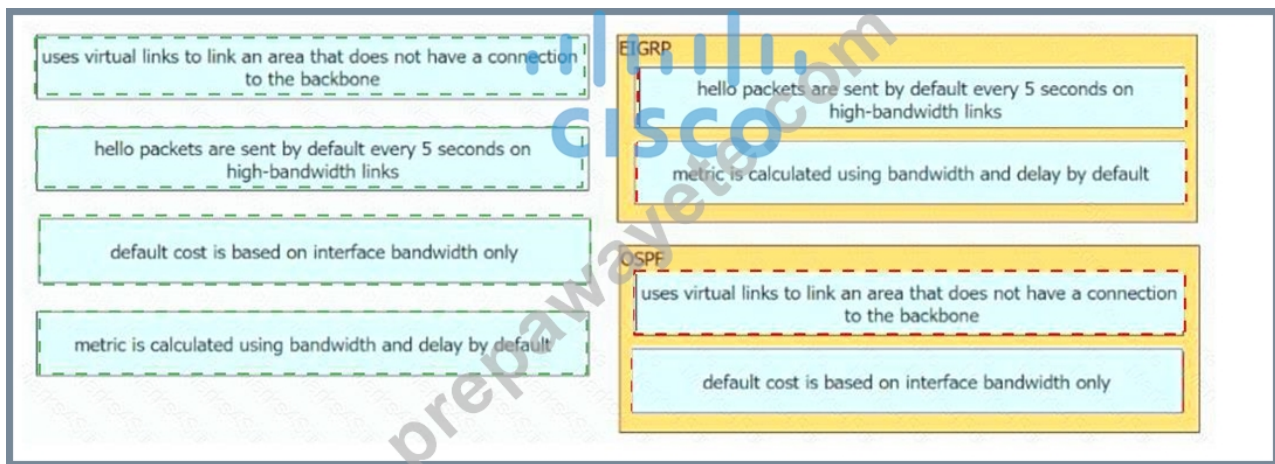 uses virtual links to link an area that does not have a connection
to the backbone
hello packets are sent by default every 5 seconds on
high-bandwidth links
default cost is based on interface bandwidth only
metric is calculated using bandwidth and delay by default
EIGRP
hello packets are sent by default every 5 seconds on
high-bandwidth links
metric is calculated using bandwidth and delay by default
OSPF
uses virtual links to link an area that does not have a connection
to the backbone
default cost is based on interface bandwidth only
CISCO
prepawayete.com